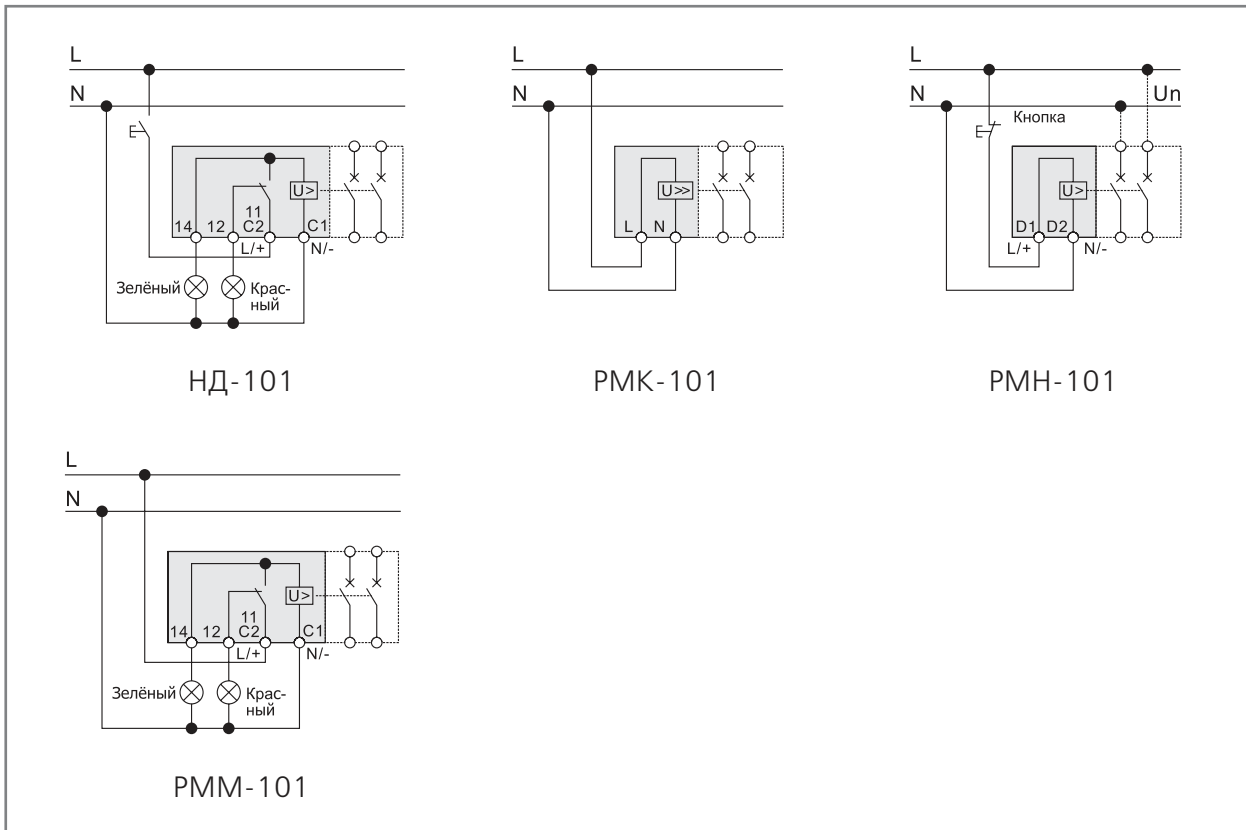 L
N
U>
11
14 12 C2 C1
L/+ N/-
Зелёный
Крас-
ный
НД-101
L
N
U>>
L N
РМК-101
L
N
Un
Кнопка
U>
D1 D2
L/+ N/-
РМН-101
L
N
U>
11
14 12 C2 C1
L/+ N/-
Зелёный
Крас-
ный
РММ-101